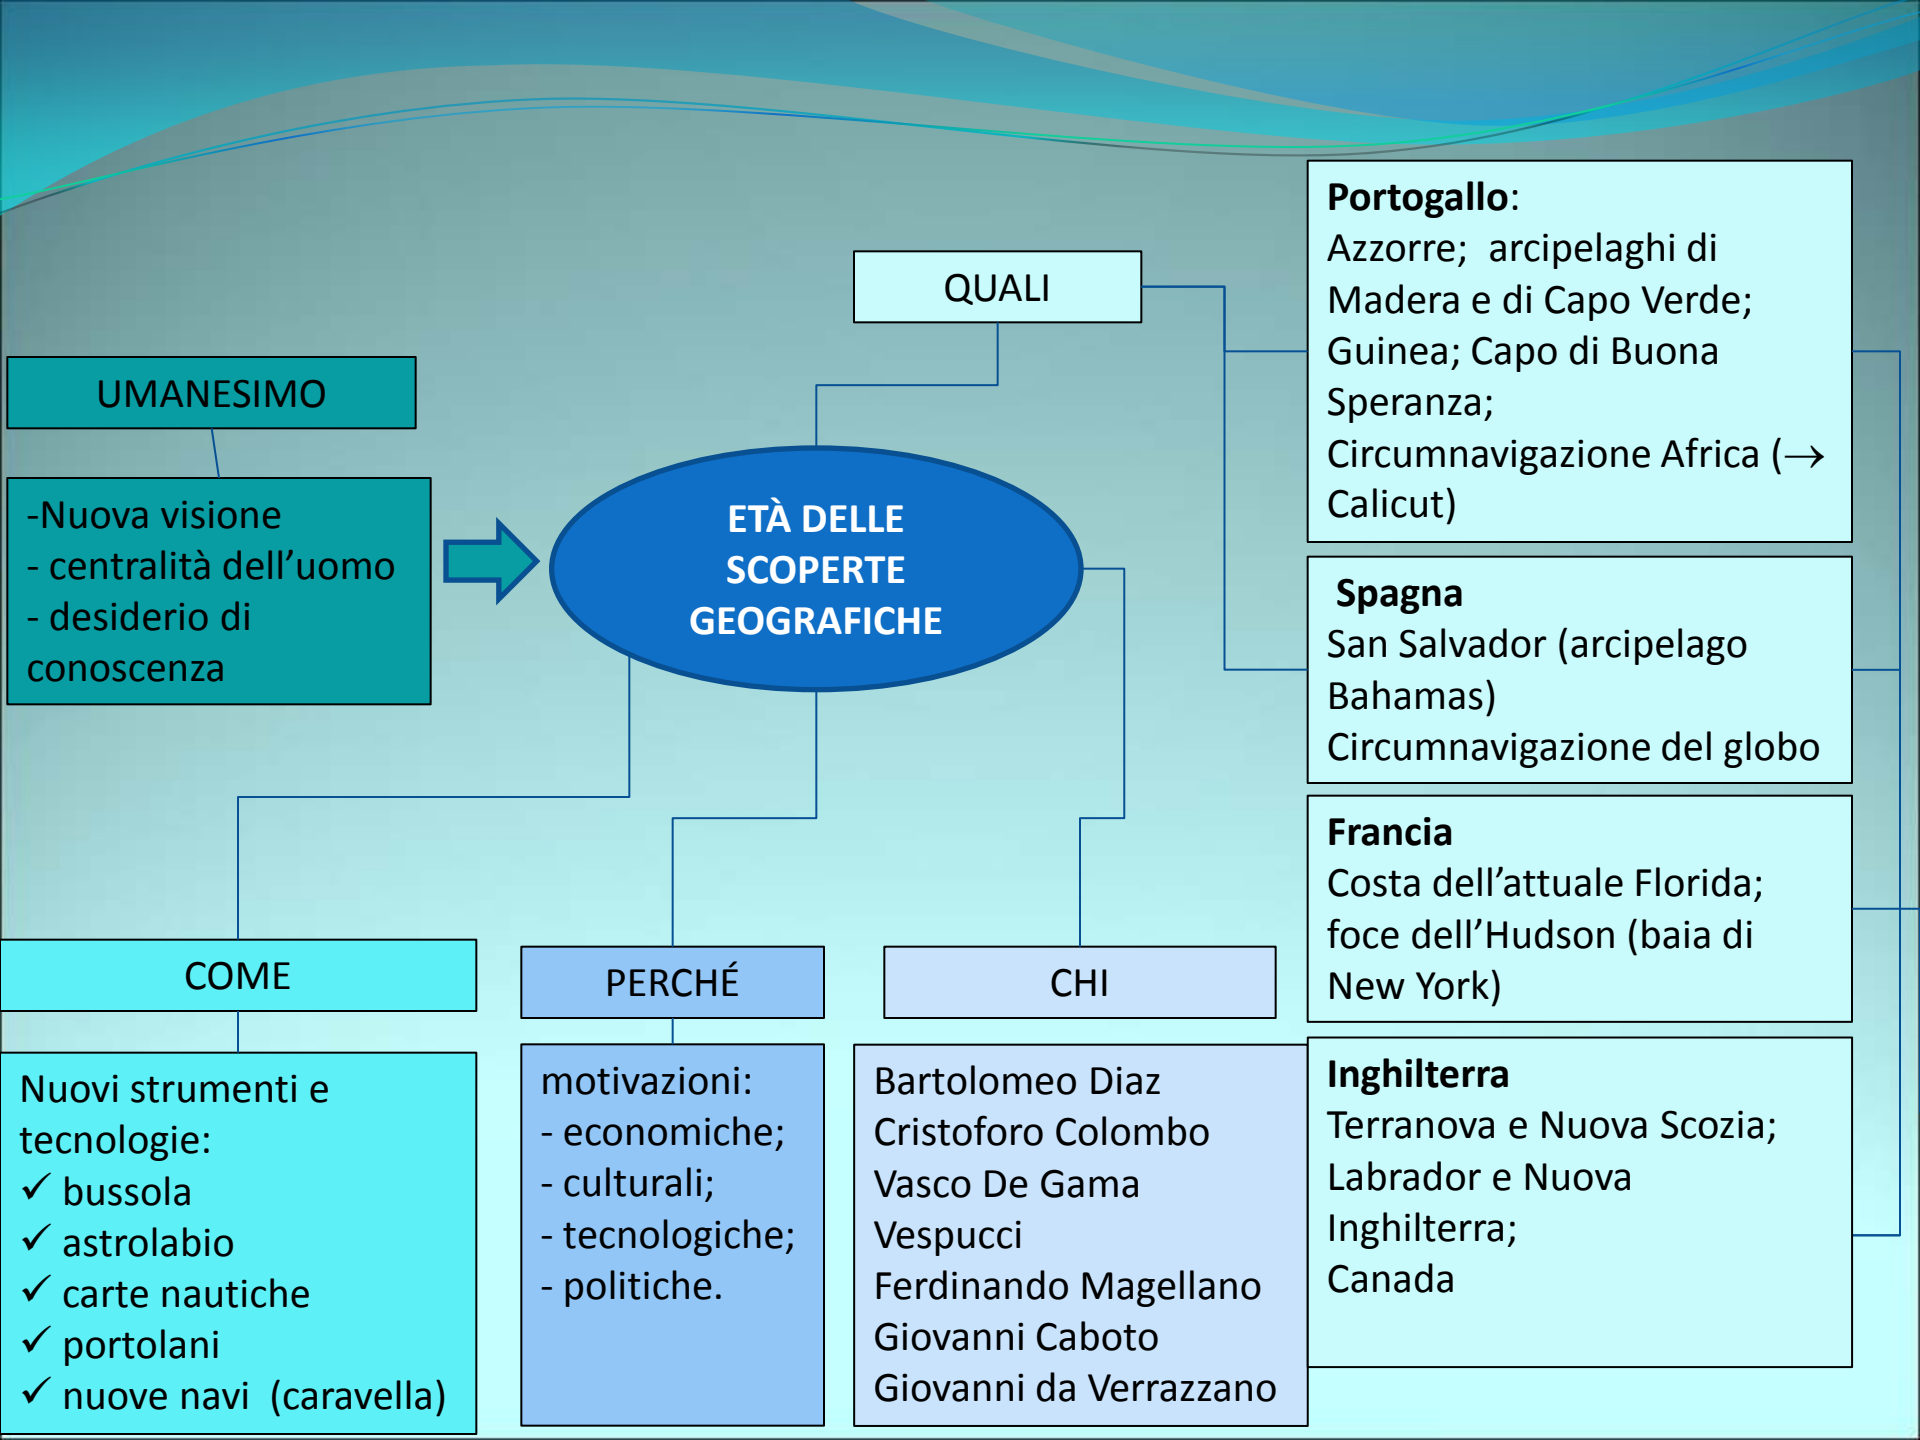 UMANESIMO
-Nuova visione
- centralità dell’uomo
- desiderio di
conoscenza
ETÀ DELLE
SCOPERTE
GEOGRAFICHE
QUALI
Portogallo:
Azzorre;  arcipelaghi di
Madera e di Capo Verde;
Guinea; Capo di Buona
Speranza;
Circumnavigazione Africa (→
Calicut)
Spagna
San Salvador (arcipelago
Bahamas)
Circumnavigazione del globo
Francia
Costa dell’attuale Florida;
foce dell’Hudson (baia di
New York)
Inghilterra
Terranova e Nuova Scozia;
Labrador e Nuova
Inghilterra;
Canada
COME
Nuovi strumenti e
tecnologie:
✓ bussola
✓ astrolabio
✓ carte nautiche
✓ portolani
✓ nuove navi  (caravella)
PERCHÉ
motivazioni:
- economiche;
- culturali;
- tecnologiche;
- politiche.
CHI
Bartolomeo Diaz
Cristoforo Colombo
Vasco De Gama
Vespucci
Ferdinando Magellano
Giovanni Caboto
Giovanni da Verrazzano